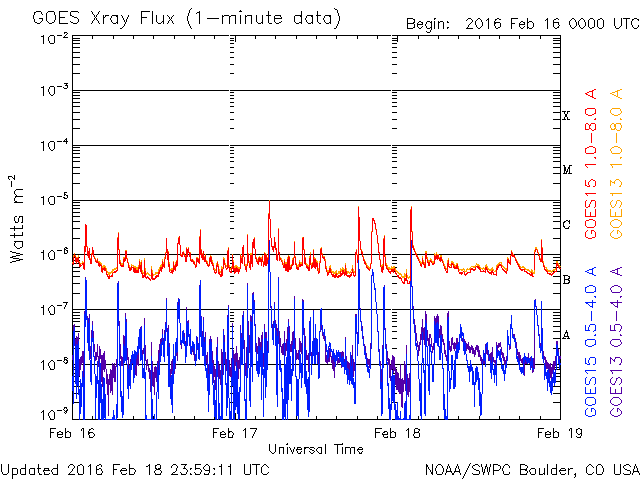 GOES Xray Flux (1-minute data)
Begin: 2016 Feb 16 0000 UTC
10-2
10-3
10-4
10-5
10-6
10-7
10-8
10-9
Watts m-2
X
M
C
B
A
GOES15 1.0-8.0 A
GOES13 1.0-8.0 A
GOES15 0.5-4.0 A
GOES13 0.5-4.0 A
Feb 16
Feb 17
Feb 18
Feb 19
Universal Time
Updated 2016 Feb 18 23:59:11 UTC
NOAA/SWPC Boulder, CO USA